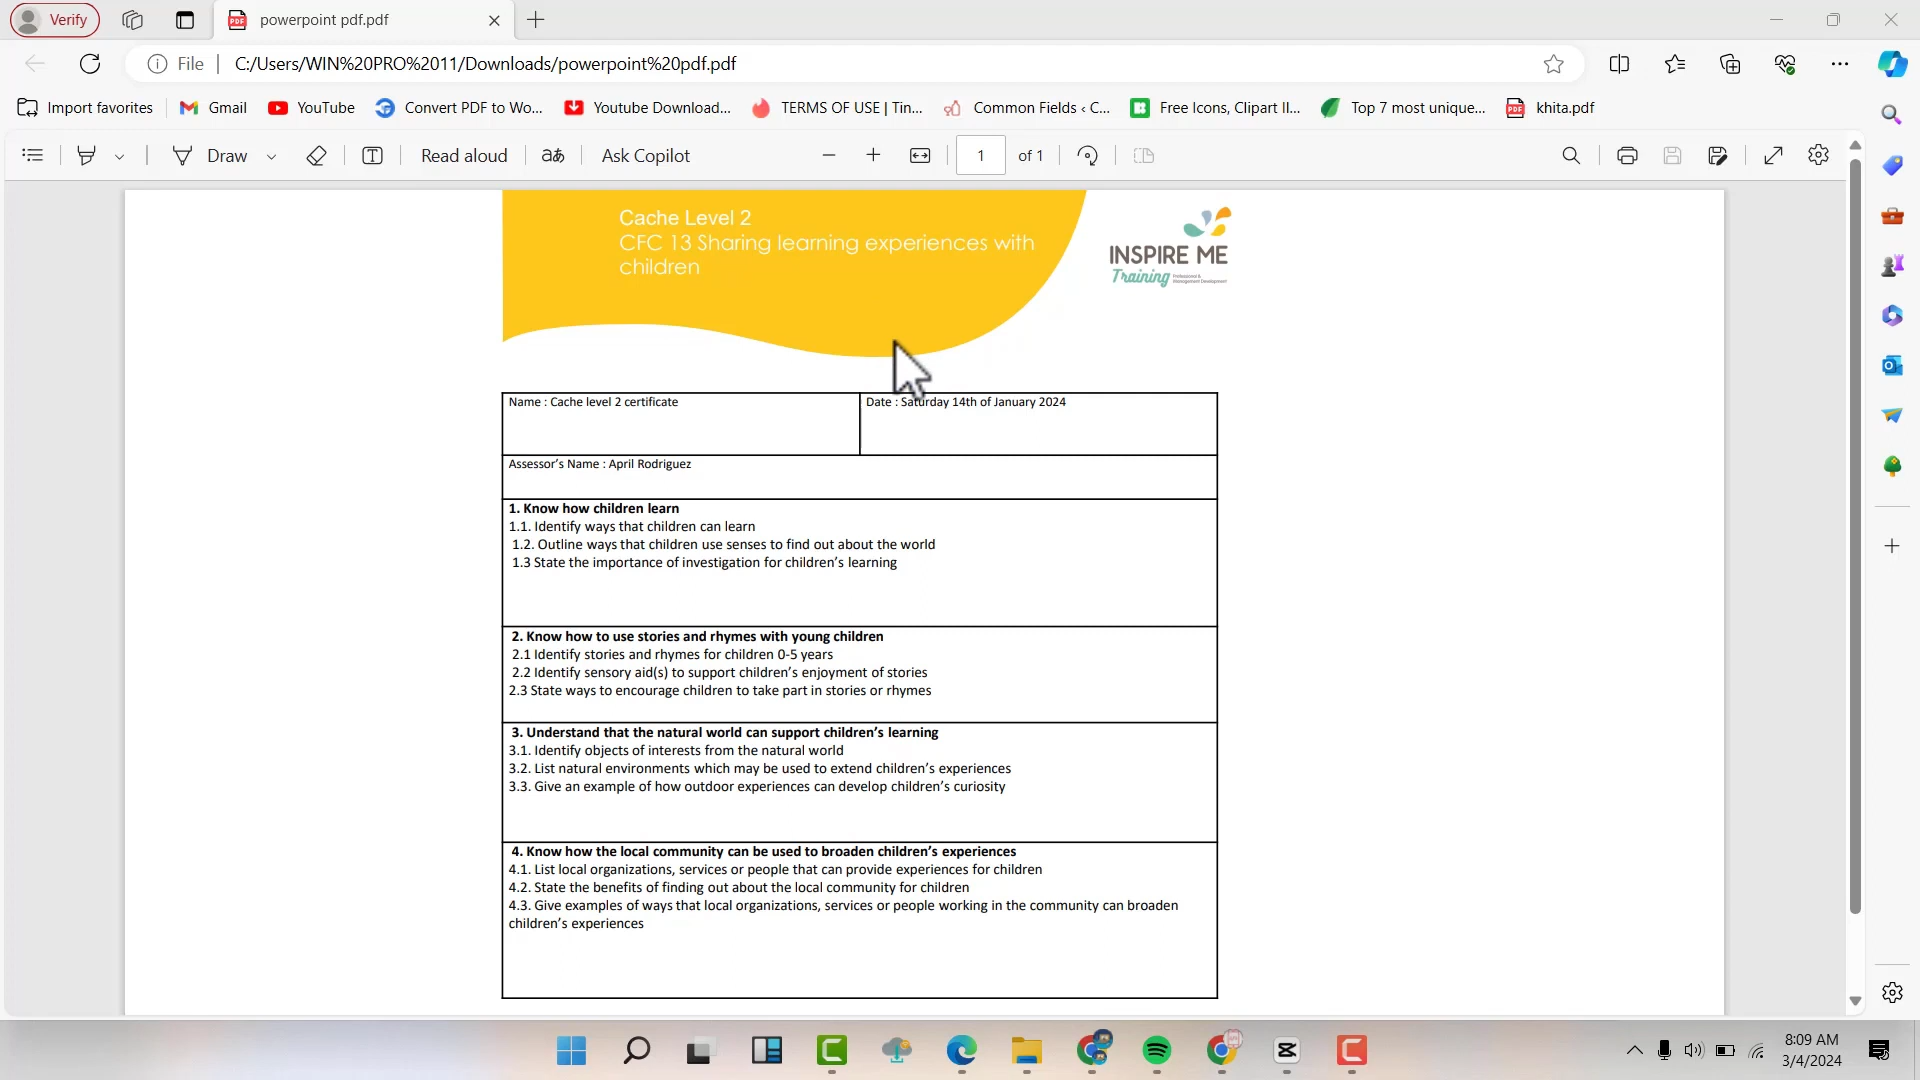 Verify
powerpoint pdf.pdf
File
C:/Users/WIN%20PRO%2011/Downloads/powerpoint%20pdf.pdf
Import favorites
Gmail
YouTube
Convert PDF to Wo...
Youtube Download...
TERMS OF USE | Tin...
Common Fields ‹ C...
Free Icons, Clipart Il...
Top 7 most unique...
khita.pdf
Draw
Read aloud
Ask Copilot
1 of 1
Cache Level 2
CFC 13 Sharing learning experiences with
children
INSPIRE ME
Training
Professional &
Management Development
Name : Cache level 2 certificate
Date : Saturday 14th of January 2024
Assessor's Name : April Rodriguez
1. Know how children learn
1.1. Identify ways that children can learn
1.2. Outline ways that children use senses to find out about the world
1.3 State the importance of investigation for children's learning
2. Know how to use stories and rhymes with young children
2.1 Identify stories and rhymes for children 0-5 years
2.2 Identify sensory aid(s) to support children's enjoyment of stories
2.3 State ways to encourage children to take part in stories or rhymes
3. Understand that the natural world can support children's learning
3.1. Identify objects of interests from the natural world
3.2. List natural environments which may be used to extend children's experiences
3.3. Give an example of how outdoor experiences can develop children's curiosity
4. Know how the local community can be used to broaden children's experiences
4.1. List local organizations, services or people that can provide experiences for children
4.2. State the benefits of finding out about the local community for children
4.3. Give examples of ways that local organizations, services or people working in the community can broaden
children's experiences
8:09 AM
3/4/2024